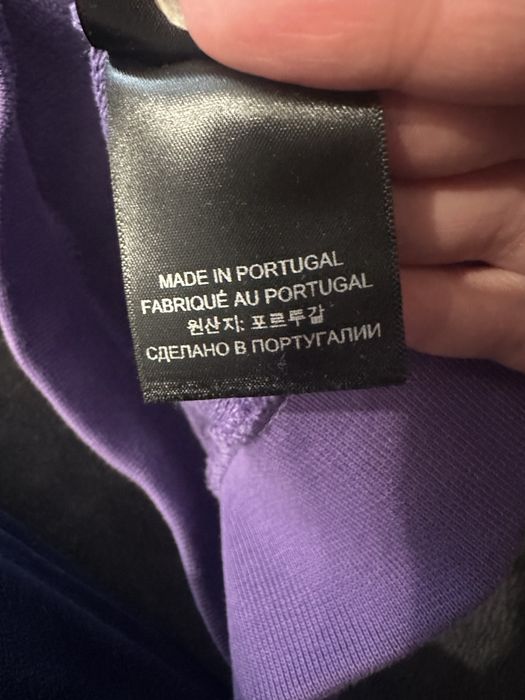 MADE IN PORTUGAL
FABRIQUÉ AU PORTUGAL
원산지: 포르투갈
СДЕЛАНО В ПОРТУГАЛИИ